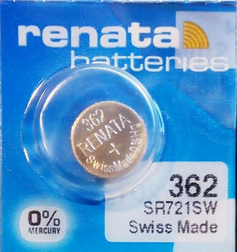 renata
batteries
362
RENATA
+
Swiss Made
362
SR721SW
Swiss Made
0%
MERCURY